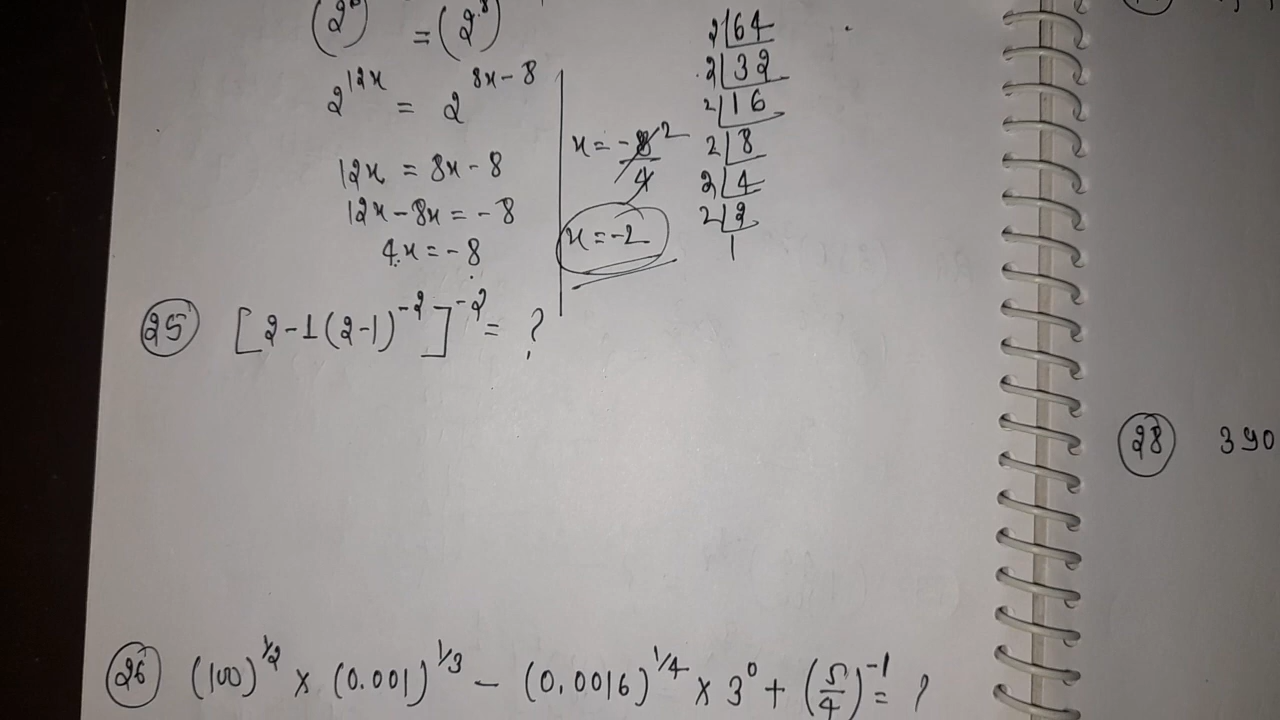 = (2⁸)
2^{12x} = 2^{8x-8}
12x = 8x - 8
12x - 8x = -8
4x = -8
x = -8/4 2
x = -2
2 | 64
2 | 32
2 | 16
2 | 8
2 | 4
2 | 2
1
25 [2-1(2-1)^{-2}]^{-2} = ?
26 (100)^{1/2} × (0.001)^{1/3} - (0.0016)^{1/4} × 3^0 + (5/4)^{-1} = ?
28 390